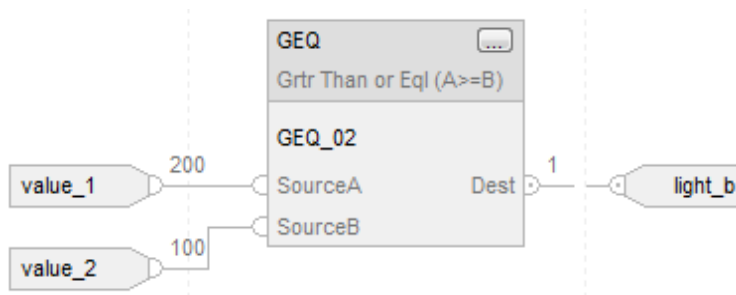 GEQ ...
Grtr Than or Eql (A>=B)
GEQ_02
200
value_1
SourceA
Dest
1
light_b
SourceB
100
value_2